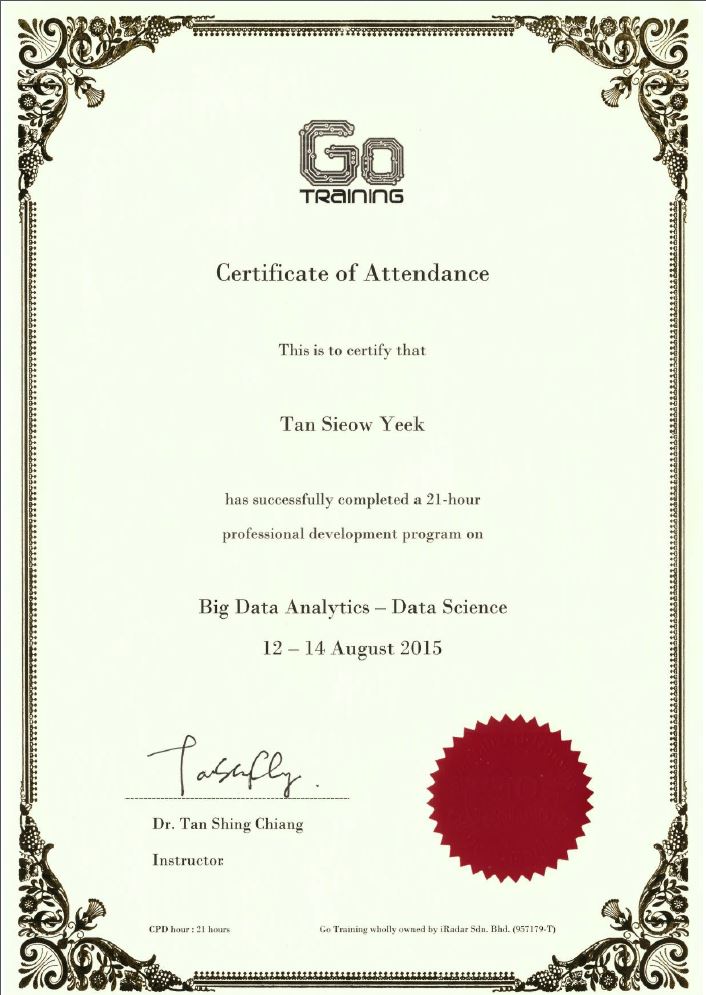 Go
TRaINING
Certificate of Attendance
This is to certify that
Tan Sieow Yeek
has successfully completed a 21-hour
professional development program on
Big Data Analytics – Data Science
12 – 14 August 2015
Dr. Tan Shing Chiang
Instructor
CPD hour : 21 hours
Go Training wholly owned by iRadar Sdn. Bhd. (957179-T)